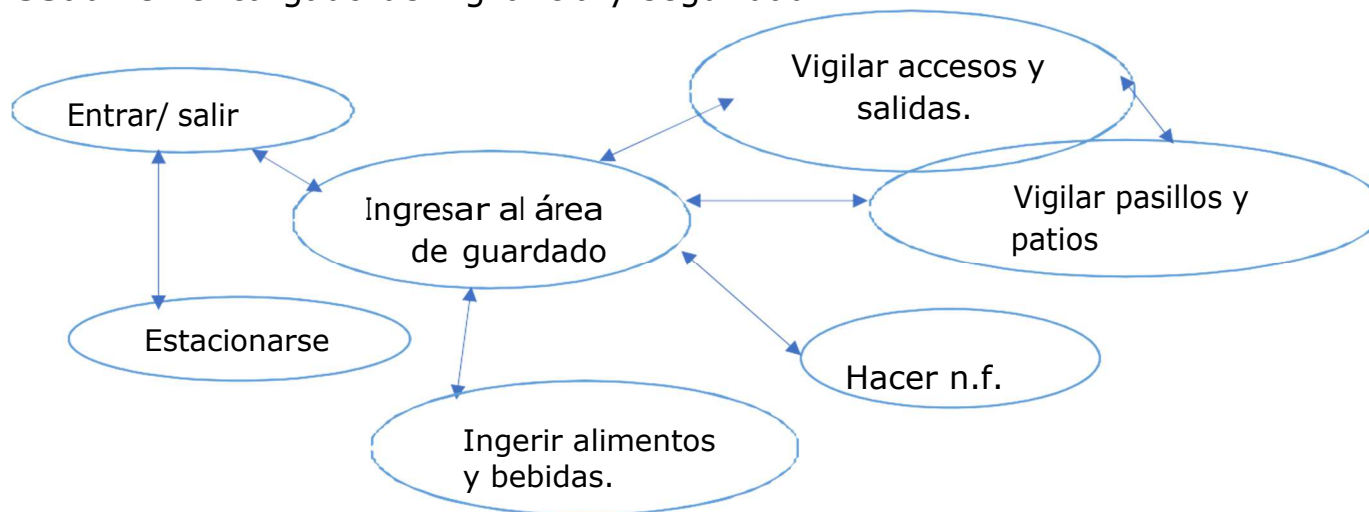 Entrar/ salir
Vigilar accesos y
salidas.
Ingresar al área
de guardado
Vigilar pasillos y
patios
Estacionarse
Hacer n.f.
Ingerir alimentos
y bebidas.